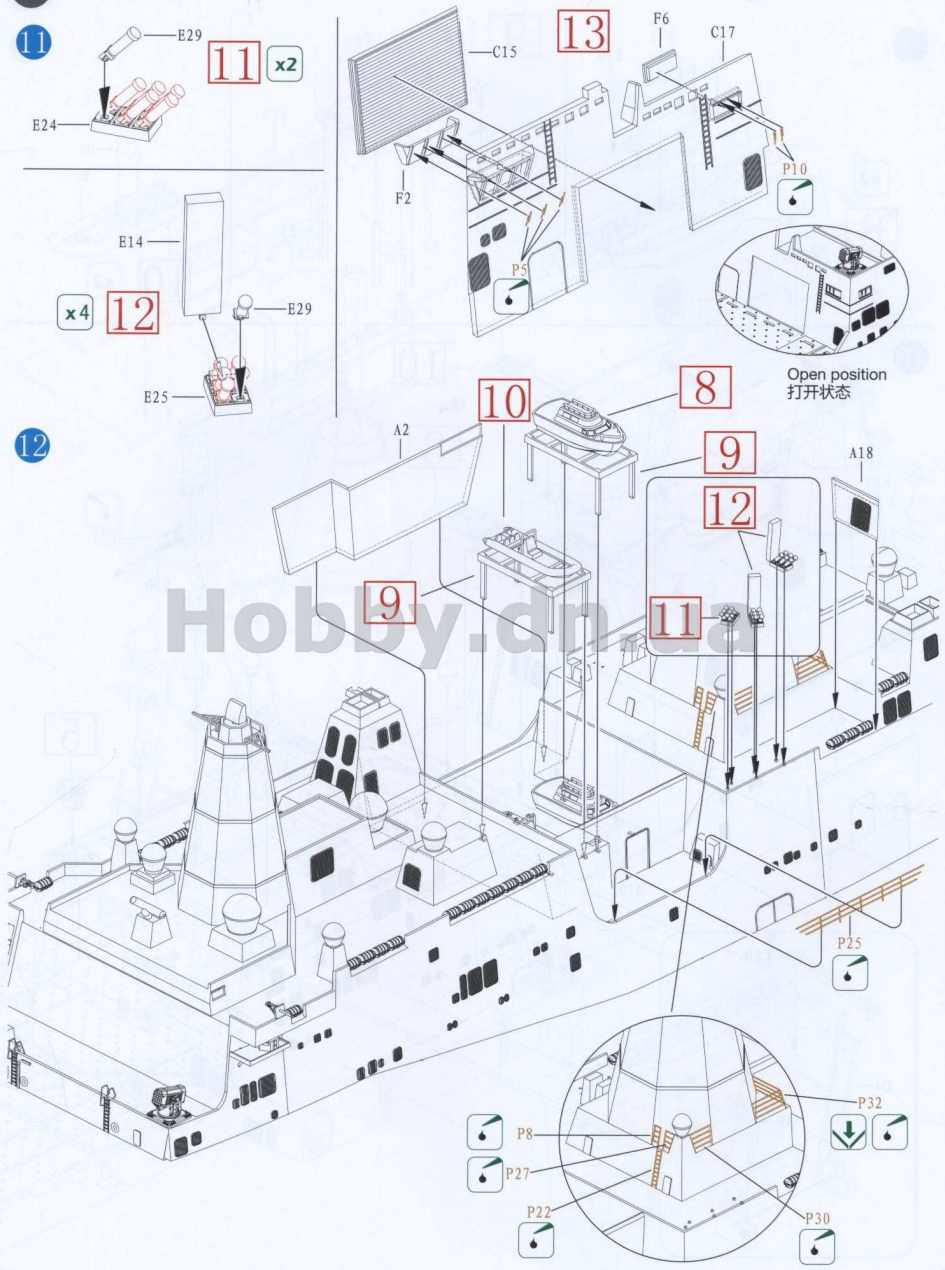 11
E29
11
x2
E24
E14
x4
12
E29
E25
13
C15
F6
C17
F2
P10
P5
Open position
打开状态
12
10
8
A2
9
A18
12
9
11
Hobby.dn.ua
P25
P32
P8
P27
P22
P30